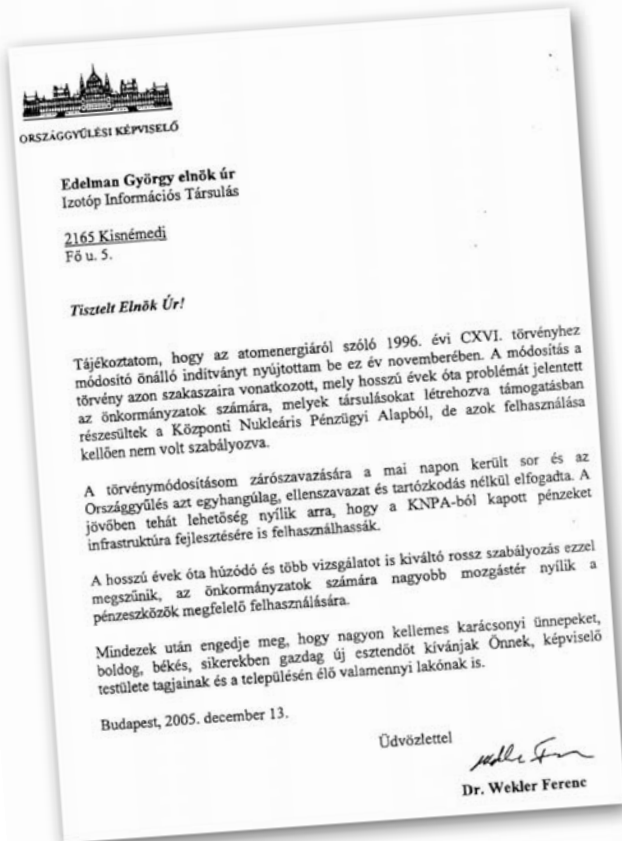 ORSZÁGGYŰLÉSI KÉPVISELŐ
Edelman György elnök úr
Izotóp Információs Társulás
2165 Kisnémedi
Fő u. 5.
Tisztelt Elnök Úr!
Tájékoztatom, hogy az atomenergiáról szóló 1996. évi CXVI. törvényhez
módosító önálló indítványt nyújtottam be ez év novemberében. A módosítás a
törvény azon szakaszaira vonatkozott, mely hosszú évek óta problémát jelentett
az önkormányzatok számára, melyek társulásokat létrehozva támogatásban
részesültek a Központi Nukleáris Pénzügyi Alapból, de azok felhasználása
kellően nem volt szabályozva.
A törvénymódosításom zárószavazására a mai napon került sor és az
Országgyűlés azt egyhangúlag, ellenszavazat és tartózkodás nélkül elfogadta. A
jövőben tehát lehetőség nyílik arra, hogy a KNPA-ból kapott pénzeket
infrastruktúra fejlesztésére is felhasználhassák.
A hosszú évek óta húzódó és több vizsgálatot is kiváltó rossz szabályozás ezzel
megszűnik, az önkormányzatok számára nagyobb mozgástér nyílik a
pénzeszközök megfelelő felhasználására.
Mindezek után engedje meg, hogy nagyon kellemes karácsonyi ünnepeket,
boldog, békés, sikerekben gazdag új esztendőt kívánjak Önnek, képviselő
testülete tagjainak és a településén élő valamennyi lakónak is.
Budapest, 2005. december 13.
Üdvözlettel
Dr. Wekler Ferenc